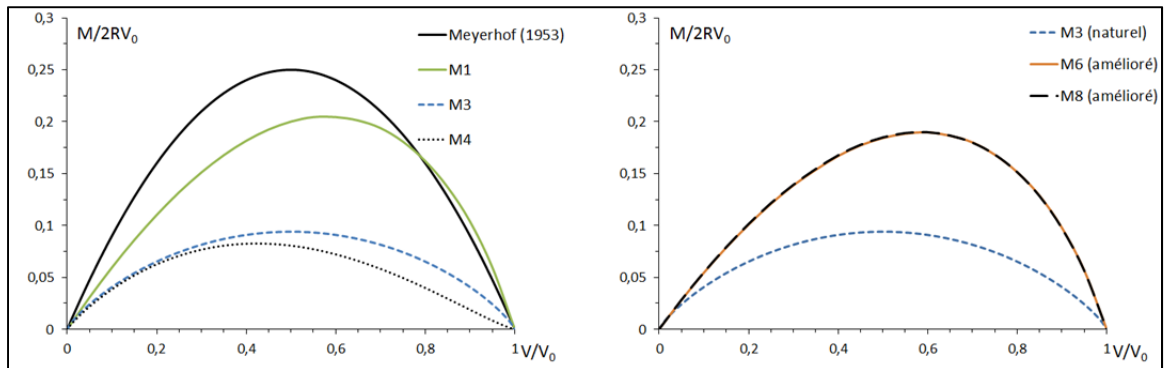 0,3
M/2RV0
0,25
0,2
0,15
0,1
0,05
0
0 0,2 0,4 0,6 0,8 1 V/V0
Meyerhof (1953)
M1
M3
M4
0,3
M/2RV0
0,25
0,2
0,15
0,1
0,05
0
0 0,2 0,4 0,6 0,8 1 V/V0
M3 (naturel)
M6 (amélioré)
M8 (amélioré)